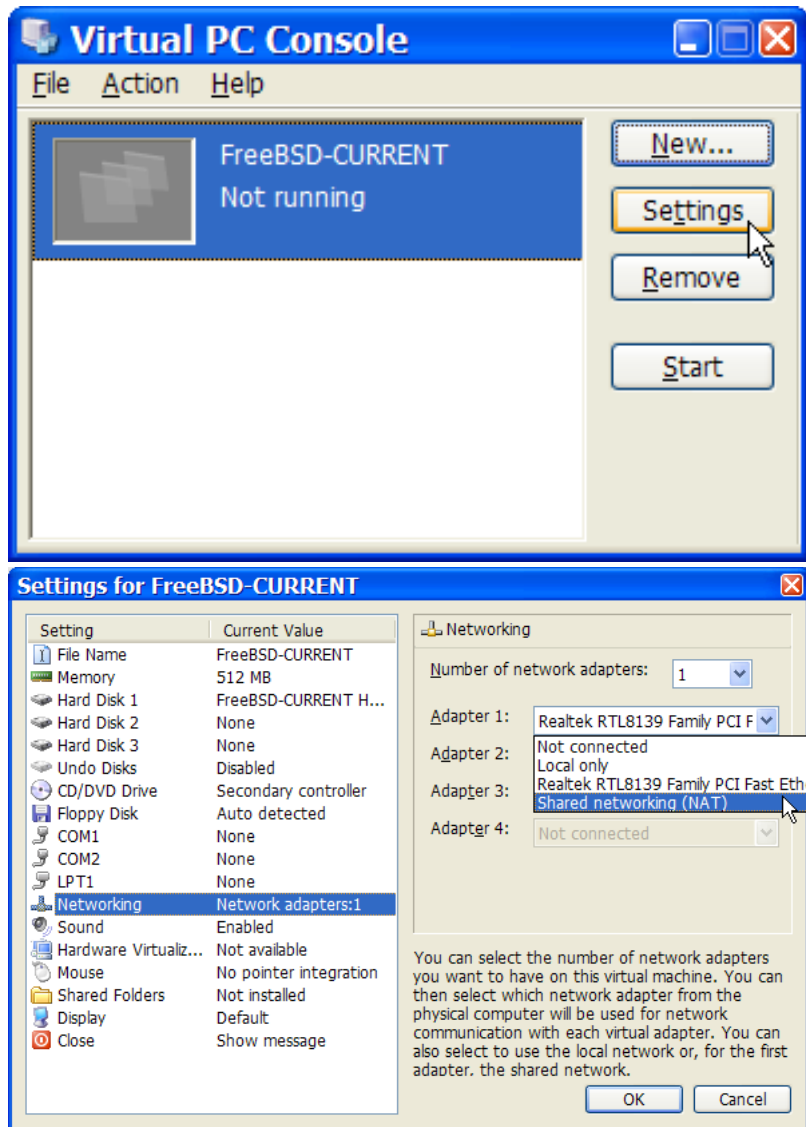 Virtual PC Console
File Action Help
FreeBSD-CURRENT
Not running
New...
Settings
Remove
Start
Settings for FreeBSD-CURRENT
Setting Current Value
File Name FreeBSD-CURRENT
Memory 512 MB
Hard Disk 1 FreeBSD-CURRENT H...
Hard Disk 2 None
Hard Disk 3 None
Undo Disks Disabled
CD/DVD Drive Secondary controller
Floppy Disk Auto detected
COM1 None
COM2 None
LPT1 None
Networking Network adapters:1
Sound Enabled
Hardware Virtualiz... Not available
Mouse No pointer integration
Shared Folders Not installed
Display Default
Close Show message
Networking
Number of network adapters: 1
Adapter 1: Realtek RTL8139 Family PCI F
Not connected
Adapter 2:
Local only
Adapter 3:
Realtek RTL8139 Family PCI Fast Eth
Shared networking (NAT)
Adapter 4: Not connected
You can select the number of network adapters
you want to have on this virtual machine. You can
then select which network adapter from the
physical computer will be used for network
communication with each virtual adapter. You can
also select to use the local network or, for the first
adapter, the shared network.
OK Cancel